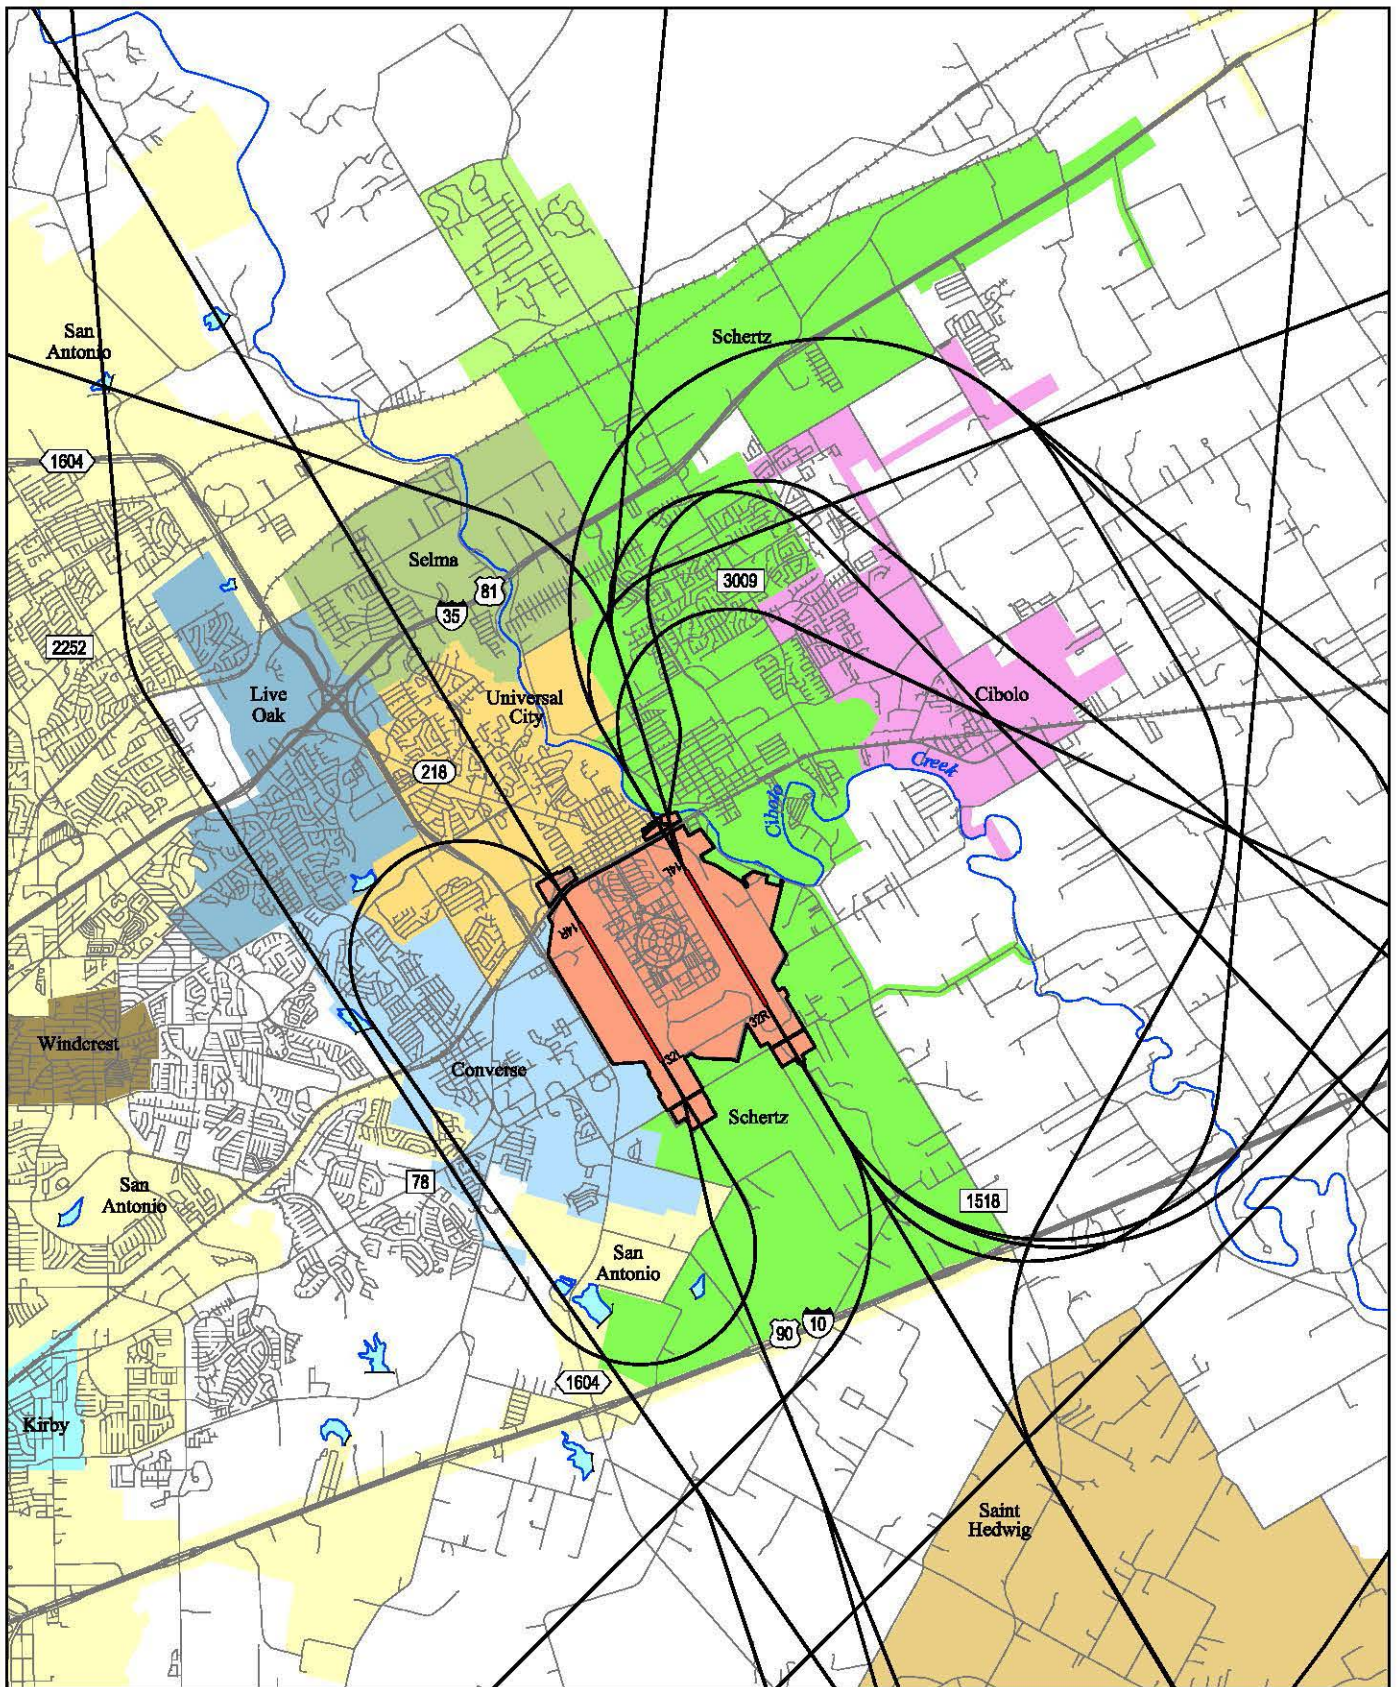 San
Antonio
Schertz
1604
Selma
81
3009
35
2252
Live
Oak
Universal
City
Cibolo
218
Creek
Cibolo
14L
14R
32R
32L
Windcrest
Converse
Schertz
78
San
Antonio
1518
San
Antonio
90
10
1604
Kirby
Saint
Hedwig